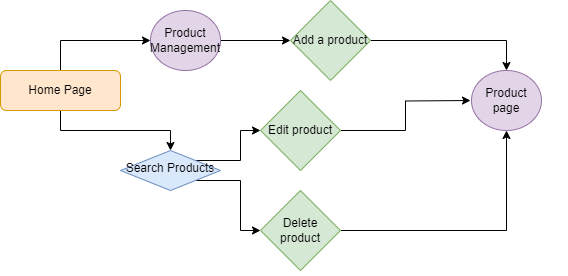 Product
Management
Add a product
Home Page
Product
page
Edit product
Search Products
Delete
product